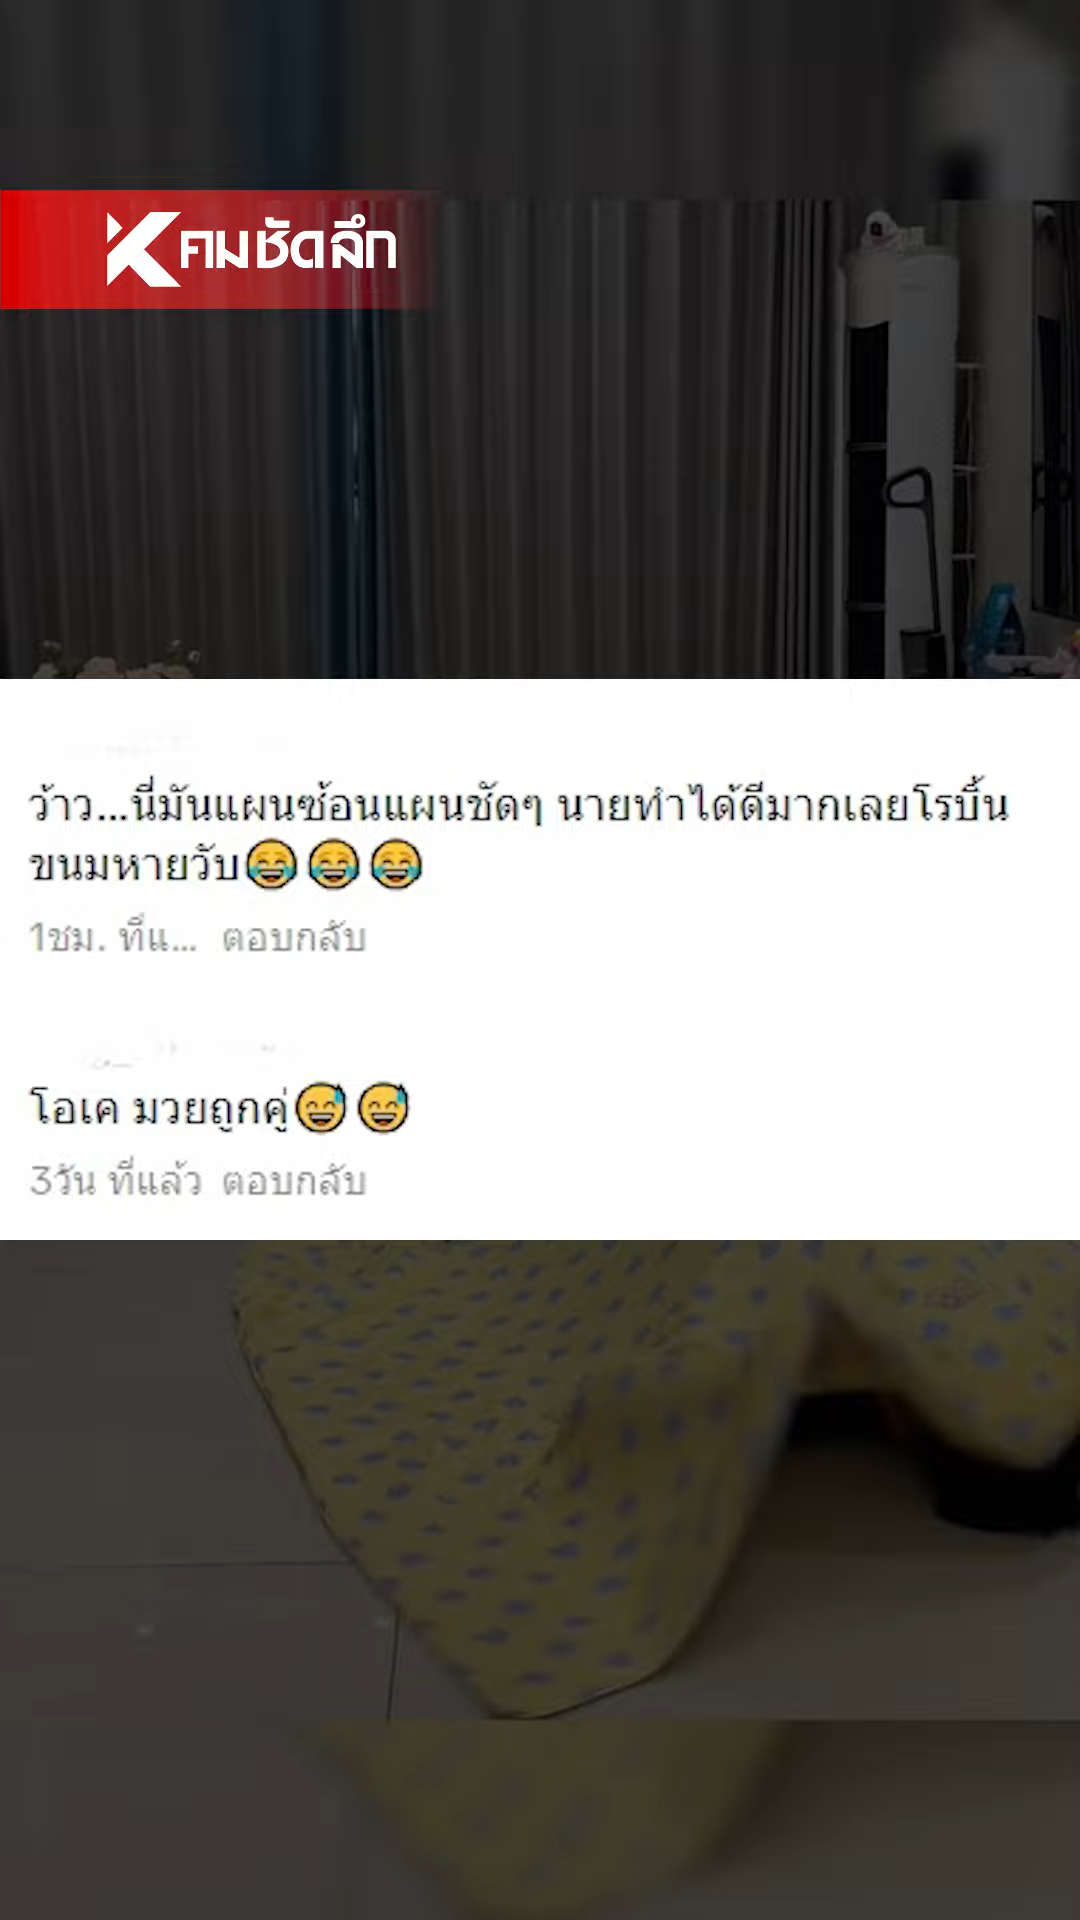 คมชัดลึก
ว้าว...นี่มันแผนซ้อนแผนชัดๆ นายทำได้ดีมากเลยโรบิ้น
ขนมหายวับ😂😂😂
1ชม. ที่แ... ตอบกลับ
โอเค มวยถูกคู่😅😅
3วัน ที่แล้ว ตอบกลับ